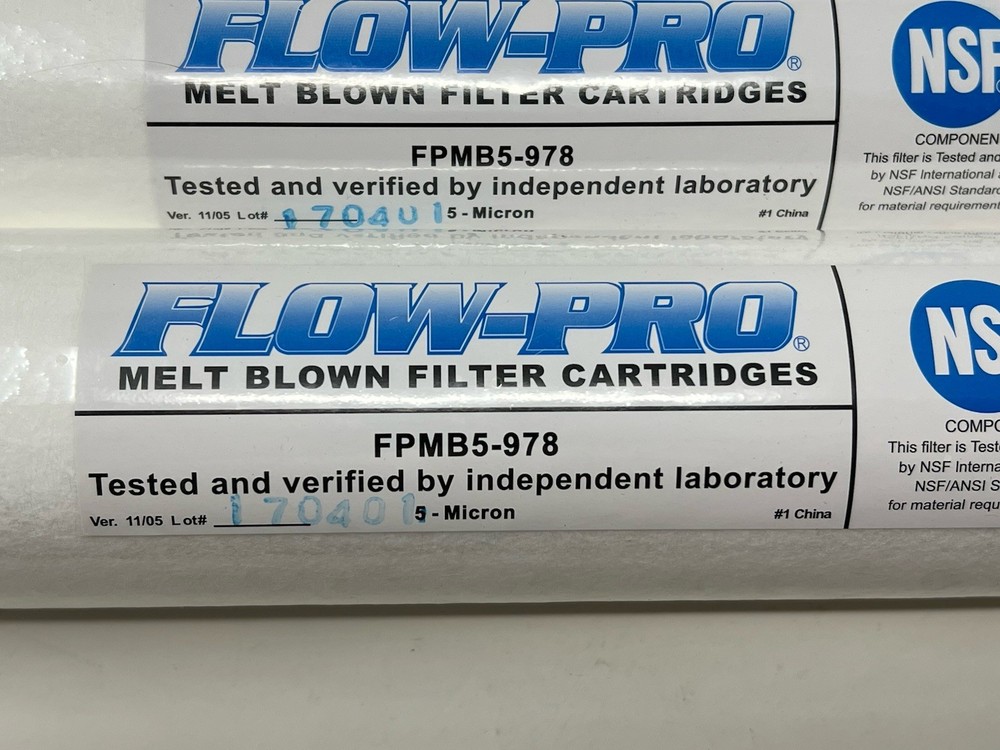 FLOW-PRO®
MELT BLOWN FILTER CARTRIDGES
FPMB5-978
Tested and verified by independent laboratory
Ver. 11/05 Lot# 170401 5 - Micron
#1 China
NSF
COMPONEN
This filter is Tested and
by NSF International
NSF/ANSI Standard
for material requirement
FLOW-PRO®
MELT BLOWN FILTER CARTRIDGES
FPMB5-978
Tested and verified by independent laboratory
Ver. 11/05 Lot# 170401 5 - Micron
#1 China
NS
COMPO
This filter is Test
by NSF Interna
NSF/ANSI S
for material requ